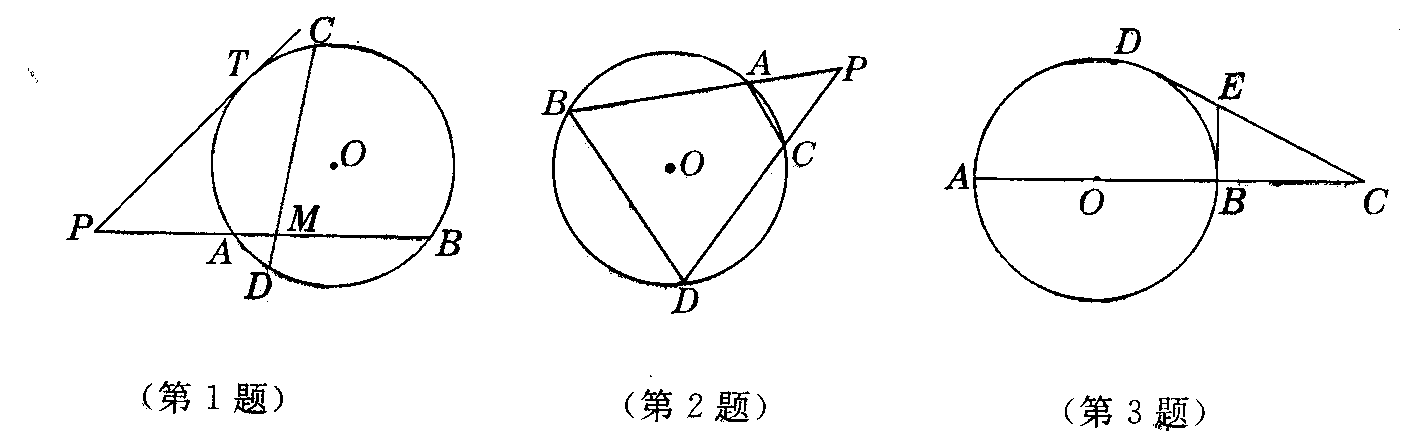 T C
O
P A M B
D
A P
B
O C
D
D
E
A O B C
(第 1 题) (第 2 题) (第 3 题)